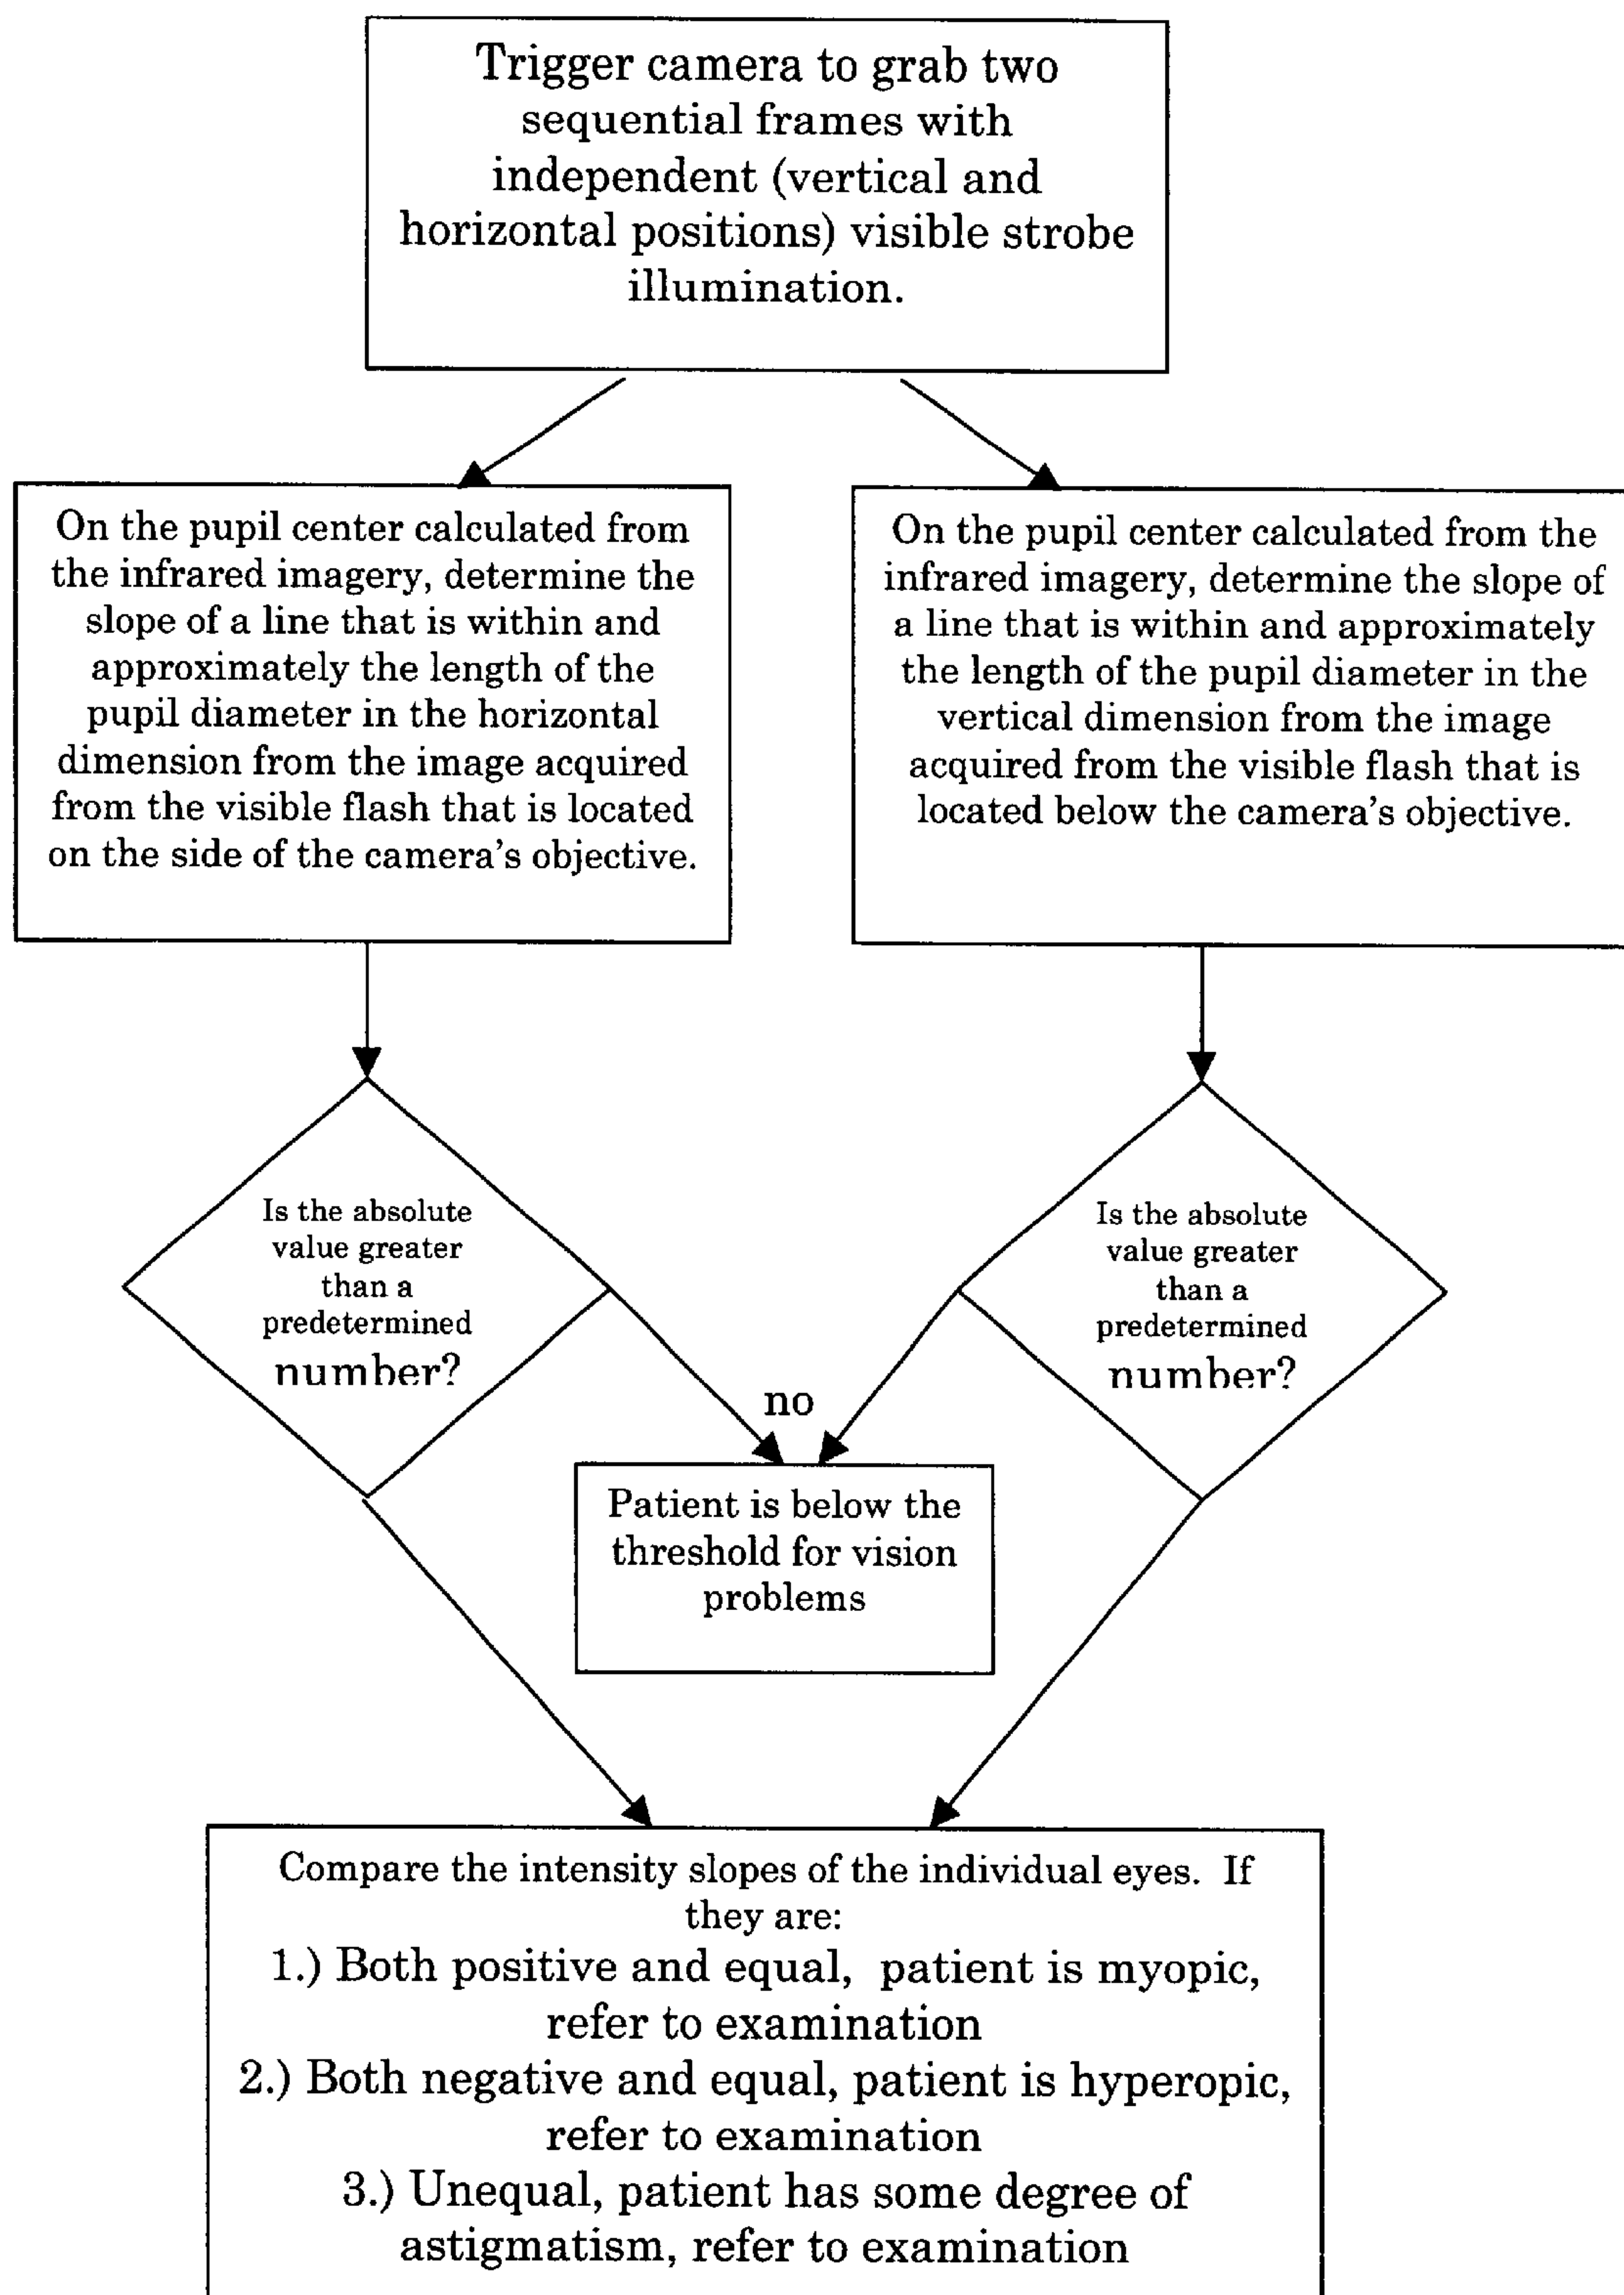 Trigger camera to grab two
sequential frames with
independent (vertical and
horizontal positions) visible strobe
illumination.
On the pupil center calculated from
the infrared imagery, determine the
slope of a line that is within and
approximately the length of the
pupil diameter in the horizontal
dimension from the image acquired
from the visible flash that is located
on the side of the camera's objective.
On the pupil center calculated from the
infrared imagery, determine the slope of
a line that is within and approximately
the length of the pupil diameter in the
vertical dimension from the image
acquired from the visible flash that is
located below the camera's objective.
Is the absolute
value greater
than a
predetermined
number?
Is the absolute
value greater
than a
predetermined
number?
no
Patient is below the
threshold for vision
problems
Compare the intensity slopes of the individual eyes. If
they are:
1.) Both positive and equal, patient is myopic,
refer to examination
2.) Both negative and equal, patient is hyperopic,
refer to examination
3.) Unequal, patient has some degree of
astigmatism, refer to examination